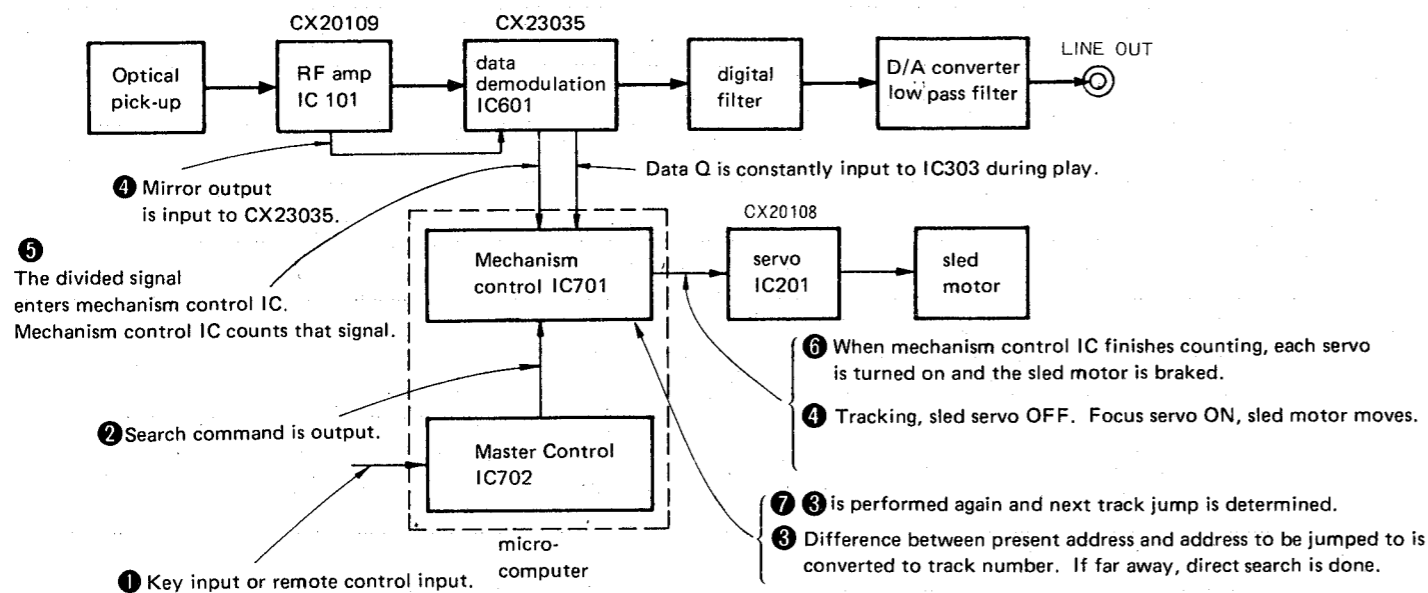 CX20109
CX23035
Optical
pick-up
RF amp
IC 101
data
demodulation
IC601
digital
filter
D/A converter
low pass filter
LINE OUT
Data Q is constantly input to IC303 during play.
❹ Mirror output
is input to CX23035.
❺
The divided signal
enters mechanism control IC.
Mechanism control IC counts that signal.
Mechanism
control IC701
CX20108
servo
IC201
sled
motor
❻ When mechanism control IC finishes counting, each servo
is turned on and the sled motor is braked.
❹ Tracking, sled servo OFF. Focus servo ON, sled motor moves.
❷ Search command is output.
Master Control
IC702
❼ ❸ is performed again and next track jump is determined.
❸ Difference between present address and address to be jumped to is
converted to track number. If far away, direct search is done.
micro-
computer
❶ Key input or remote control input.